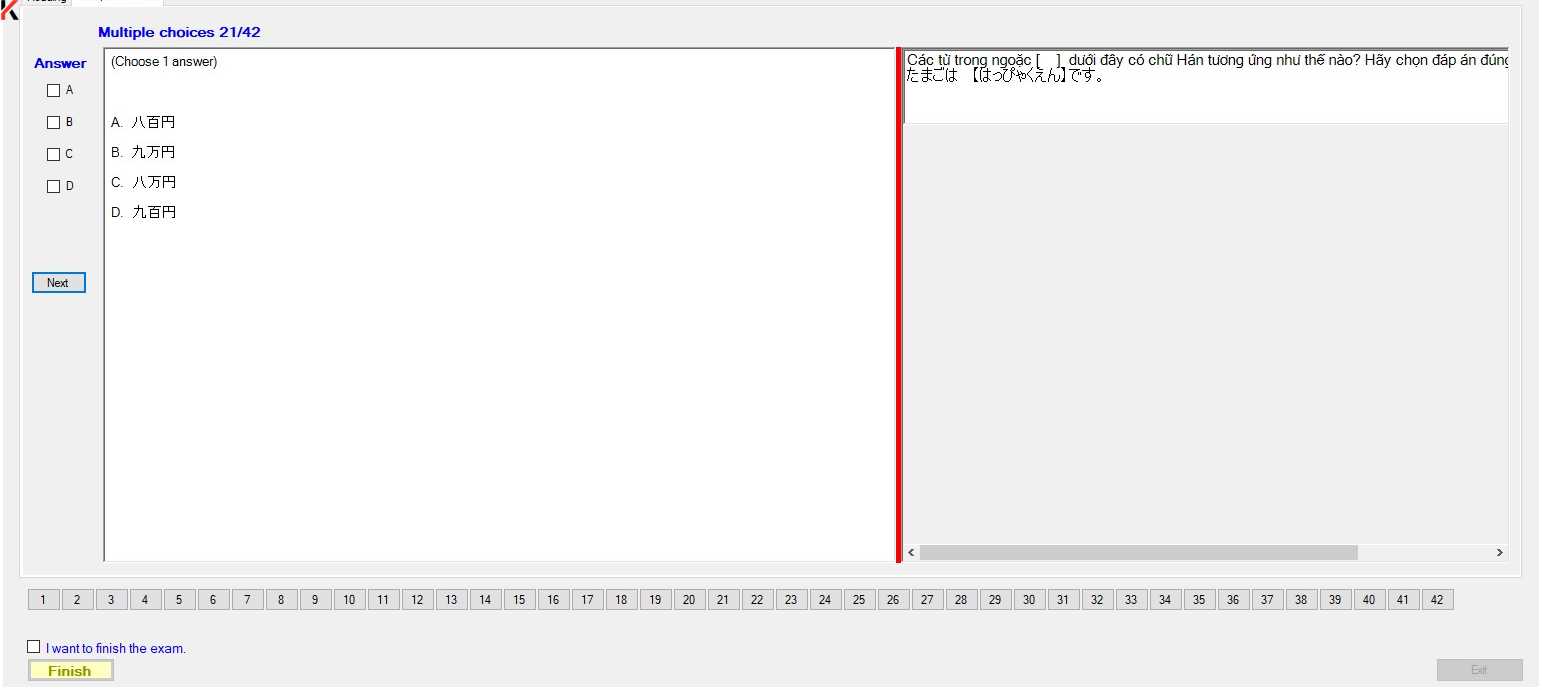 Multiple choices 21/42
Answer
(Choose 1 answer)
A
B
C
D
A. 八百円
B. 九万円
C. 八万円
D. 九百円
Next
Các từ trong ngoặc [ ] dưới đây có chữ Hán tương ứng như thế nào? Hãy chọn đáp án đúng
たまごは 【はっぴゃくえん】です。
1 2 3 4 5 6 7 8 9 10 11 12 13 14 15 16 17 18 19 20 21 22 23 24 25 26 27 28 29 30 31 32 33 34 35 36 37 38 39 40 41 42
I want to finish the exam.
Finish
Exit